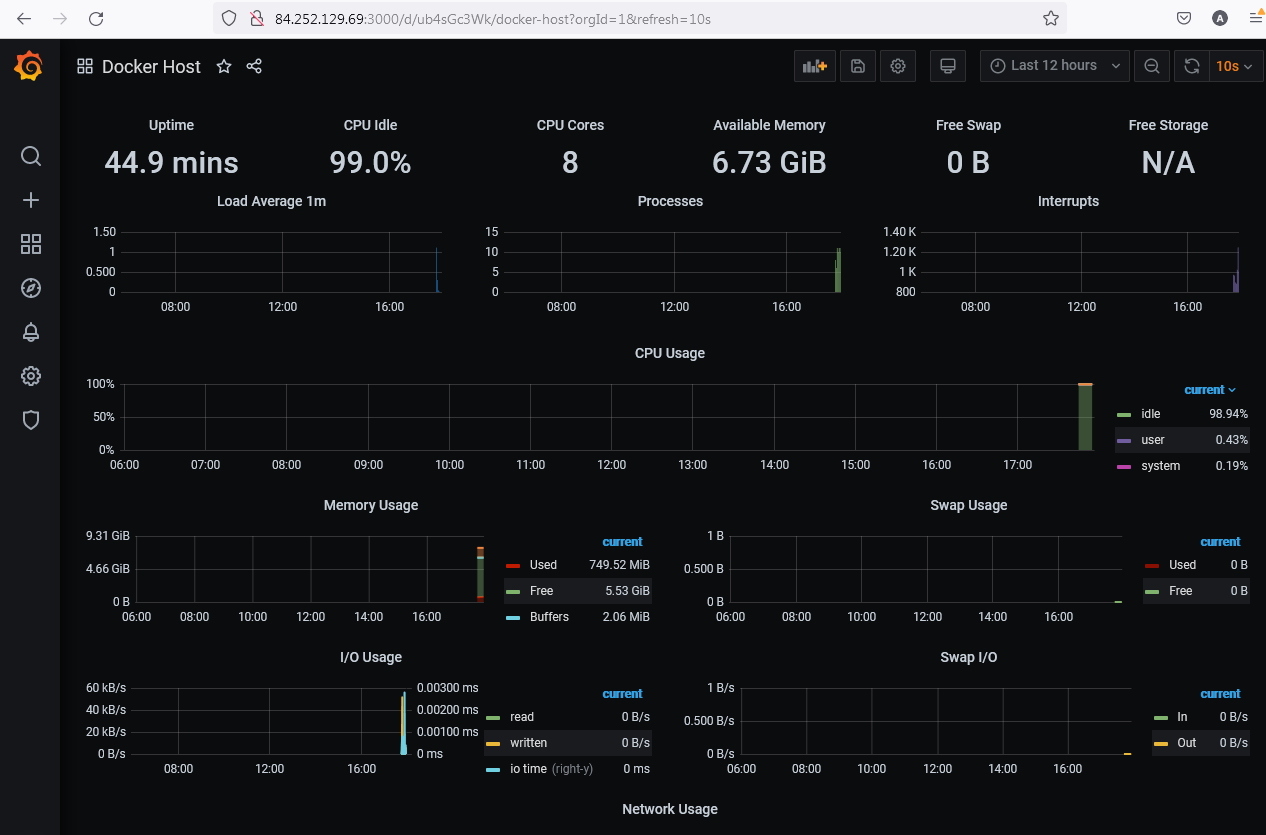 84.252.129.69:3000/d/ub4sGc3Wk/docker-host?orgId=1&refresh=10s
A
Docker Host
Last 12 hours
10s
Uptime CPU Idle CPU Cores Available Memory Free Swap Free Storage
44.9 mins 99.0% 8 6.73 GiB 0 B N/A
Load Average 1m Processes Interrupts
1.50 15 1.40 K
1 10 1.20 K
0.500 5 1 K
0 0 800
08:00 12:00 16:00 08:00 12:00 16:00 08:00 12:00 16:00
CPU Usage
100% current
50% idle 98.94%
user 0.43%
0%
06:00 07:00 08:00 09:00 10:00 11:00 12:00 13:00 14:00 15:00 16:00 17:00 system 0.19%
Memory Usage Swap Usage
9.31 GiB current 1 B current
4.66 GiB Used 749.52 MiB 0.500 B Used 0 B
0 B Free 5.53 GiB 0 B Free 0 B
06:00 08:00 10:00 12:00 14:00 16:00 Buffers 2.06 MiB 06:00 08:00 10:00 12:00 14:00 16:00
I/O Usage Swap I/O
60 kB/s 0.00300 ms current 1 B/s current
40 kB/s 0.00200 ms read 0 B/s 0.500 B/s In 0 B/s
20 kB/s 0.00100 ms written 0 B/s Out 0 B/s
0 B/s 0 ms 0 B/s
08:00 12:00 16:00 io time (right-y) 0 ms 06:00 08:00 10:00 12:00 14:00 16:00
Network Usage